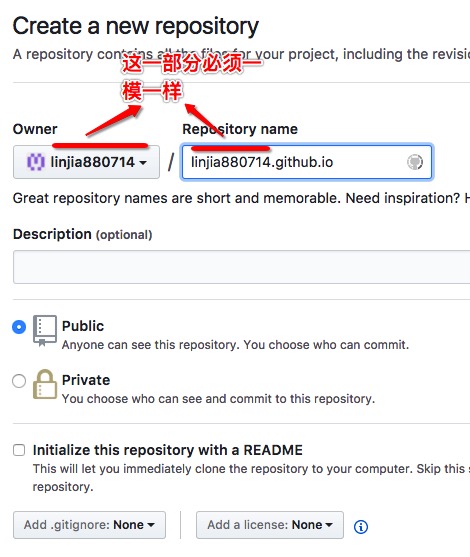 Create a new repository
A repository contains all the files for your project, including the revisi
这一部分必须一
模一样
Owner
Repository name
linjia880714 / linjia880714.github.io
Great repository names are short and memorable. Need inspiration? H
Description (optional)
Public
Anyone can see this repository. You choose who can commit.
Private
You choose who can see and commit to this repository.
Initialize this repository with a README
This will let you immediately clone the repository to your computer. Skip this s
repository.
Add .gitignore: None
Add a license: None